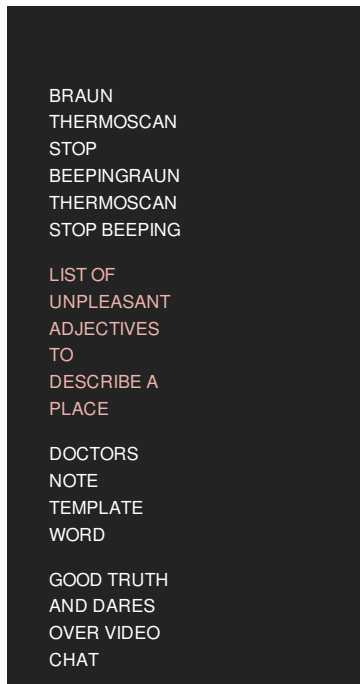 BRAUN
THERMOSCAN
STOP
BEEPINGRAUN
THERMOSCAN
STOP BEEPING
LIST OF
UNPLEASANT
ADJECTIVES
TO
DESCRIBE A
PLACE
DOCTORS
NOTE
TEMPLATE
WORD
GOOD TRUTH
AND DARES
OVER VIDEO
CHAT